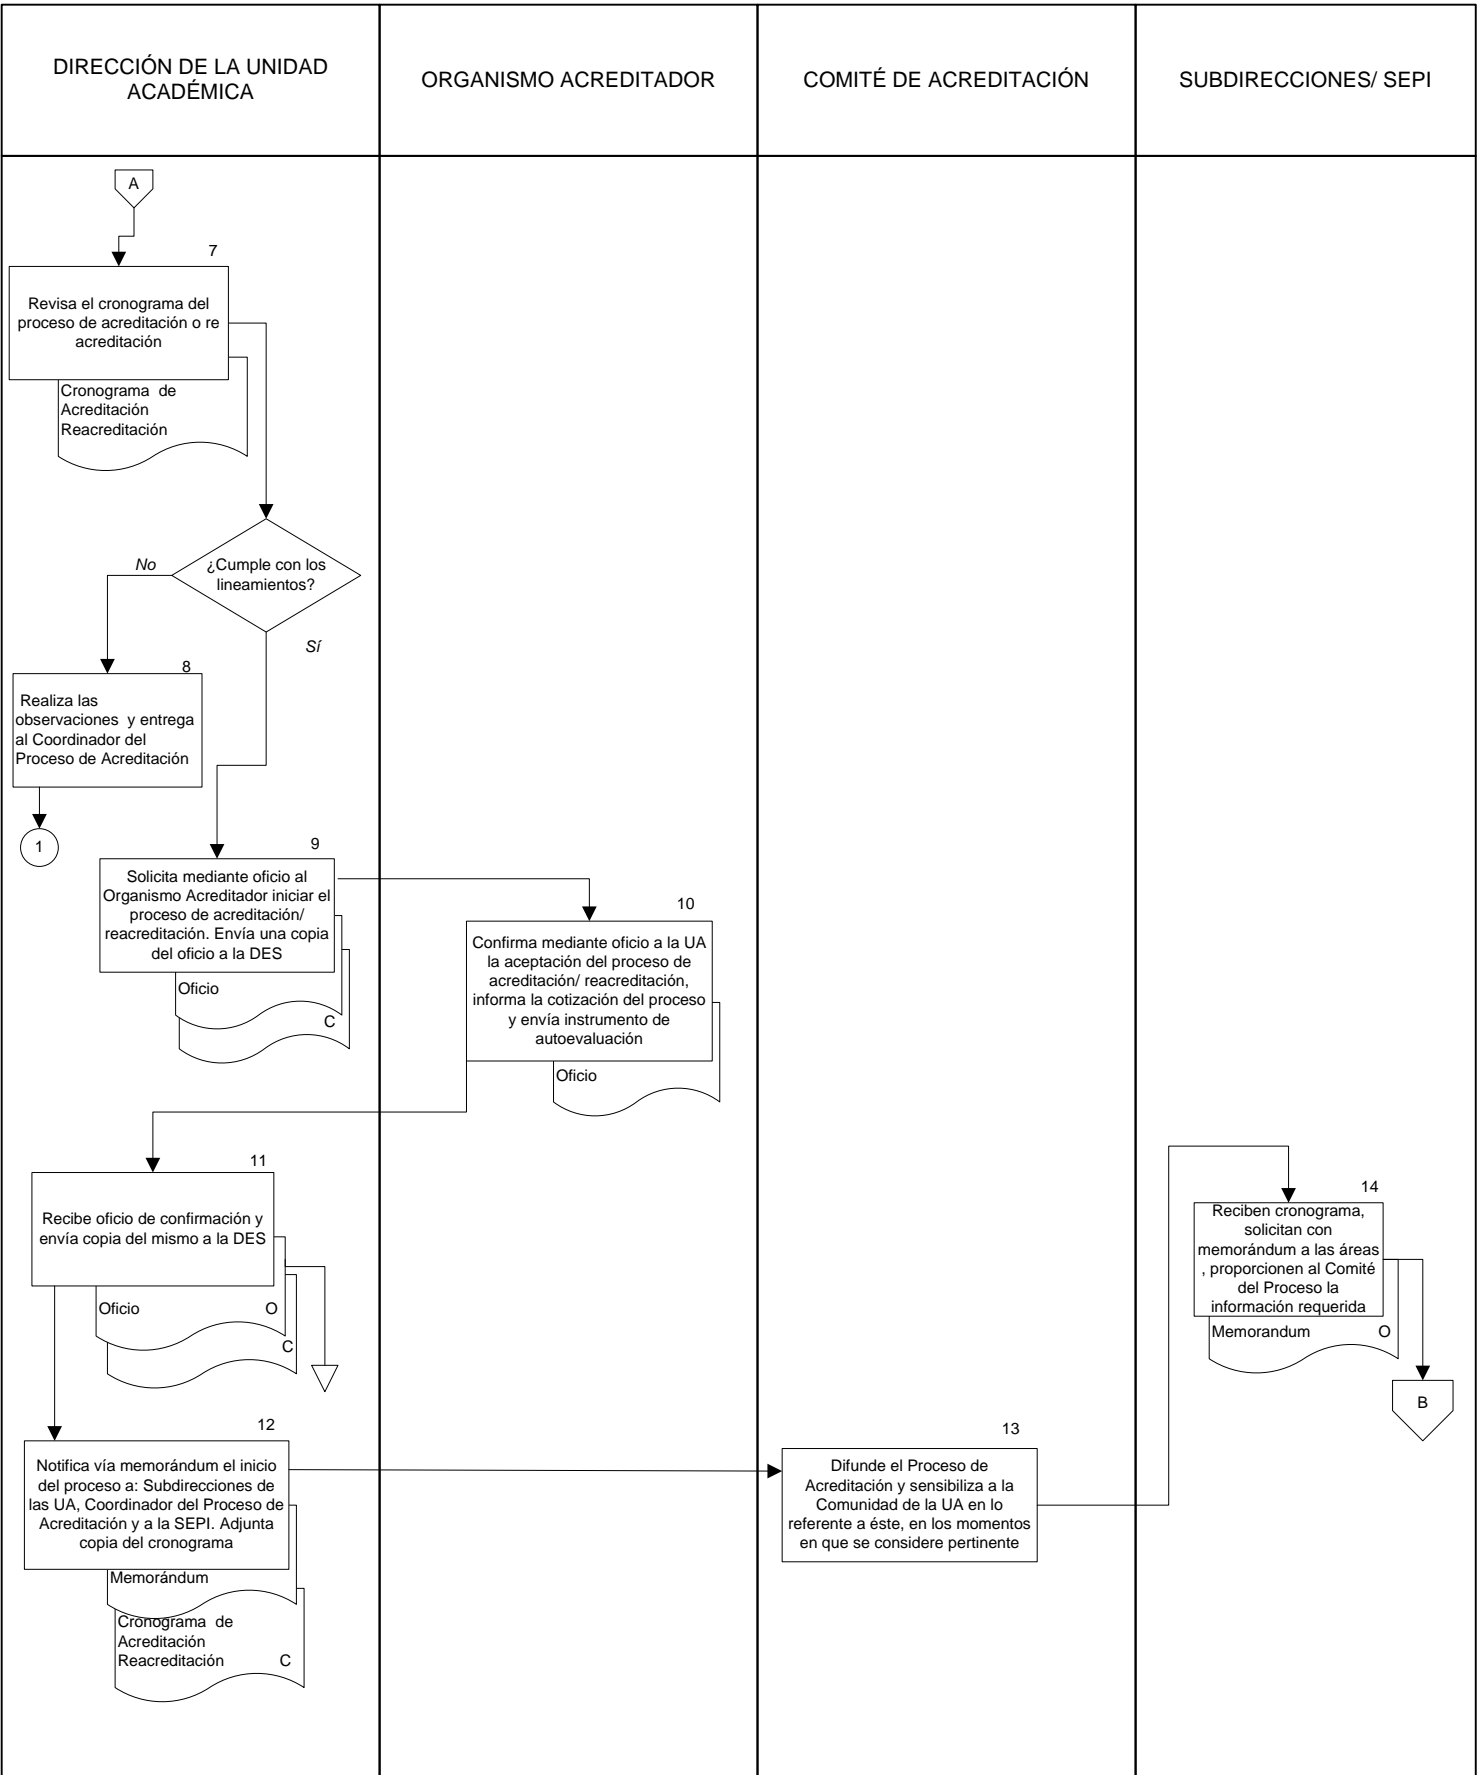 DIRECCIÓN DE LA UNIDAD
ACADÉMICA
ORGANISMO ACREDITADOR
COMITÉ DE ACREDITACIÓN
SUBDIRECCIONES/ SEPI
A
7
Revisa el cronograma del
proceso de acreditación o re
acreditación
Cronograma de
Acreditación
Reacreditación
¿Cumple con los
lineamientos?
No
Sí
8
Realiza las
observaciones y entrega
al Coordinador del
Proceso de Acreditación
1
9
Solicita mediante oficio al
Organismo Acreditador iniciar el
proceso de acreditación/
reacreditación. Envía una copia
del oficio a la DES
Oficio
C
10
Confirma mediante oficio a la UA
la aceptación del proceso de
acreditación/ reacreditación,
informa la cotización del proceso
y envía instrumento de
autoevaluación
Oficio
11
Recibe oficio de confirmación y
envía copia del mismo a la DES
Oficio O
C
12
Notifica vía memorándum el inicio
del proceso a: Subdirecciones de
las UA, Coordinador del Proceso de
Acreditación y a la SEPI. Adjunta
copia del cronograma
Memorándum
Cronograma de
Acreditación
Reacreditación C
13
Difunde el Proceso de
Acreditación y sensibiliza a la
Comunidad de la UA en lo
referente a éste, en los momentos
en que se considere pertinente
14
Reciben cronograma,
solicitan con
memorándum a las áreas
, proporcionen al Comité
del Proceso la
información requerida
Memorandum O
B